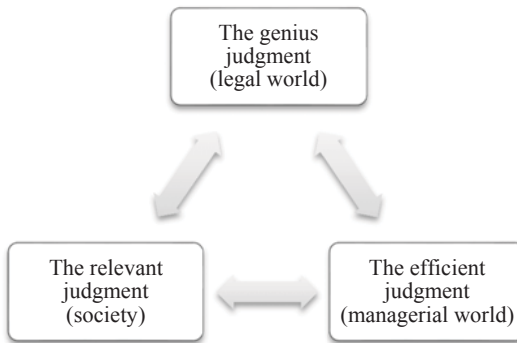 The genius
judgment
(legal world)
The relevant
judgment
(society)
The efficient
judgment
(managerial world)